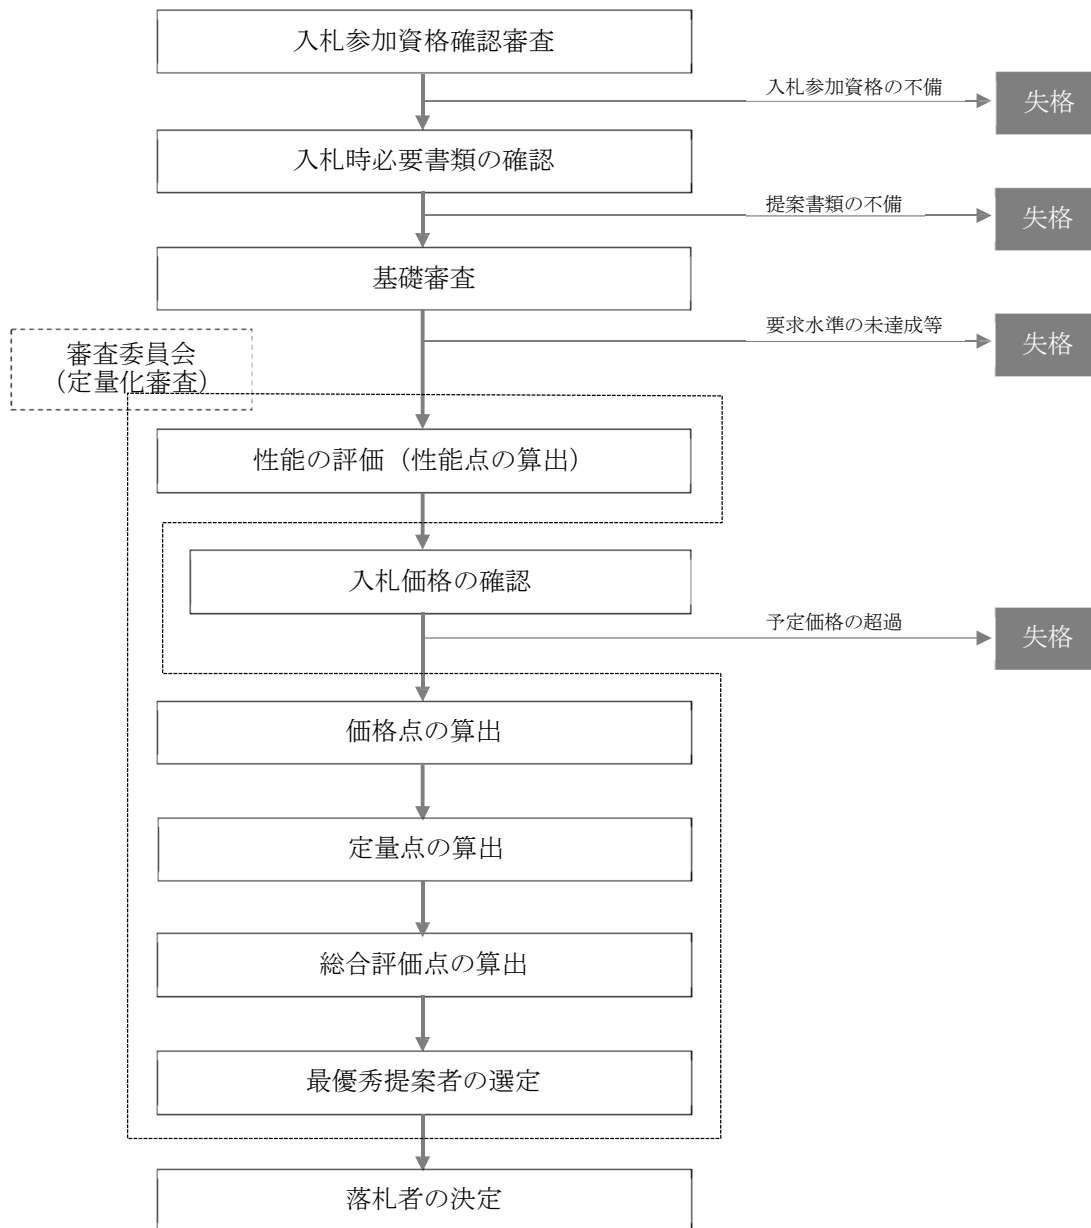 入札参加資格確認審査
入札参加資格の不備
失格
入札時必要書類の確認
提案書類の不備
失格
基礎審査
要求水準の未達成等
失格
審査委員会
（定量化審査）
性能の評価（性能点の算出）
入札価格の確認
予定価格の超過
失格
価格点の算出
定量点の算出
総合評価点の算出
最優秀提案者の選定
落札者の決定